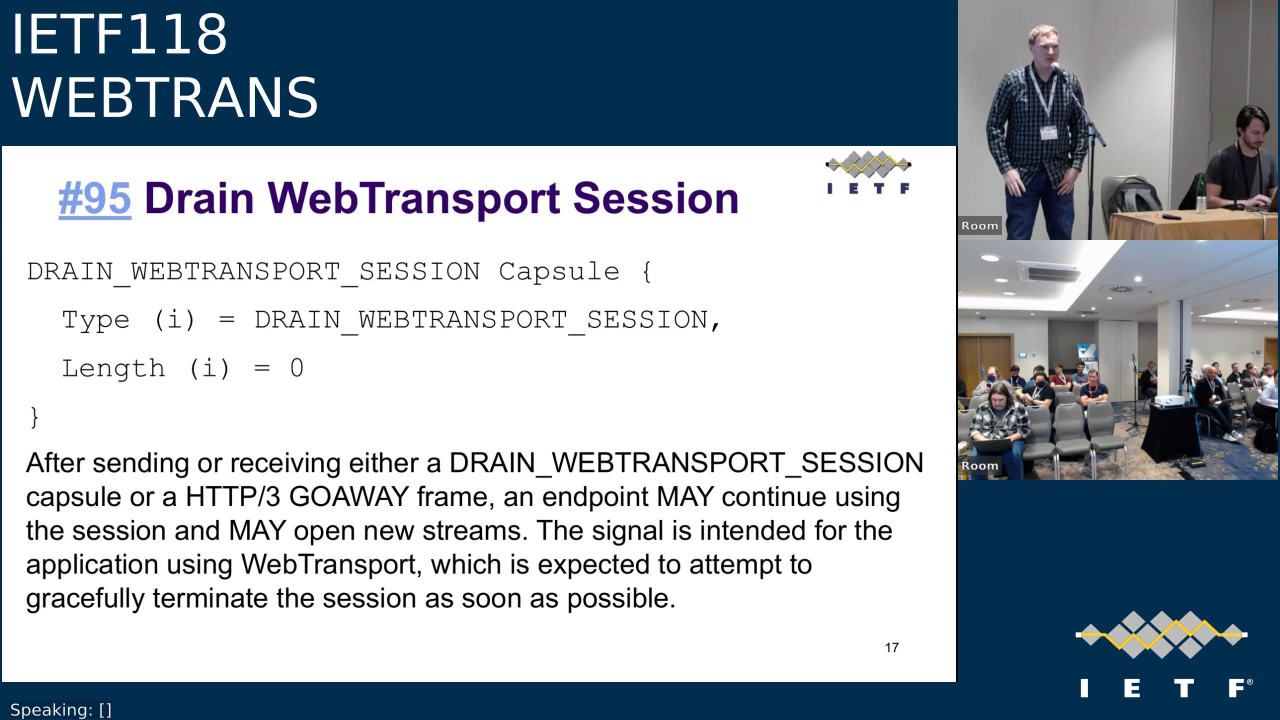 IETF118
WEBTRANS
#95 Drain WebTransport Session
I E T F
DRAIN_WEBTRANSPORT_SESSION Capsule {
Type (i) = DRAIN_WEBTRANSPORT_SESSION,
Length (i) = 0
}
After sending or receiving either a DRAIN_WEBTRANSPORT_SESSION
capsule or a HTTP/3 GOAWAY frame, an endpoint MAY continue using
the session and MAY open new streams. The signal is intended for the
application using WebTransport, which is expected to attempt to
gracefully terminate the session as soon as possible.
17
Room
Room
I E T F®
Speaking: []